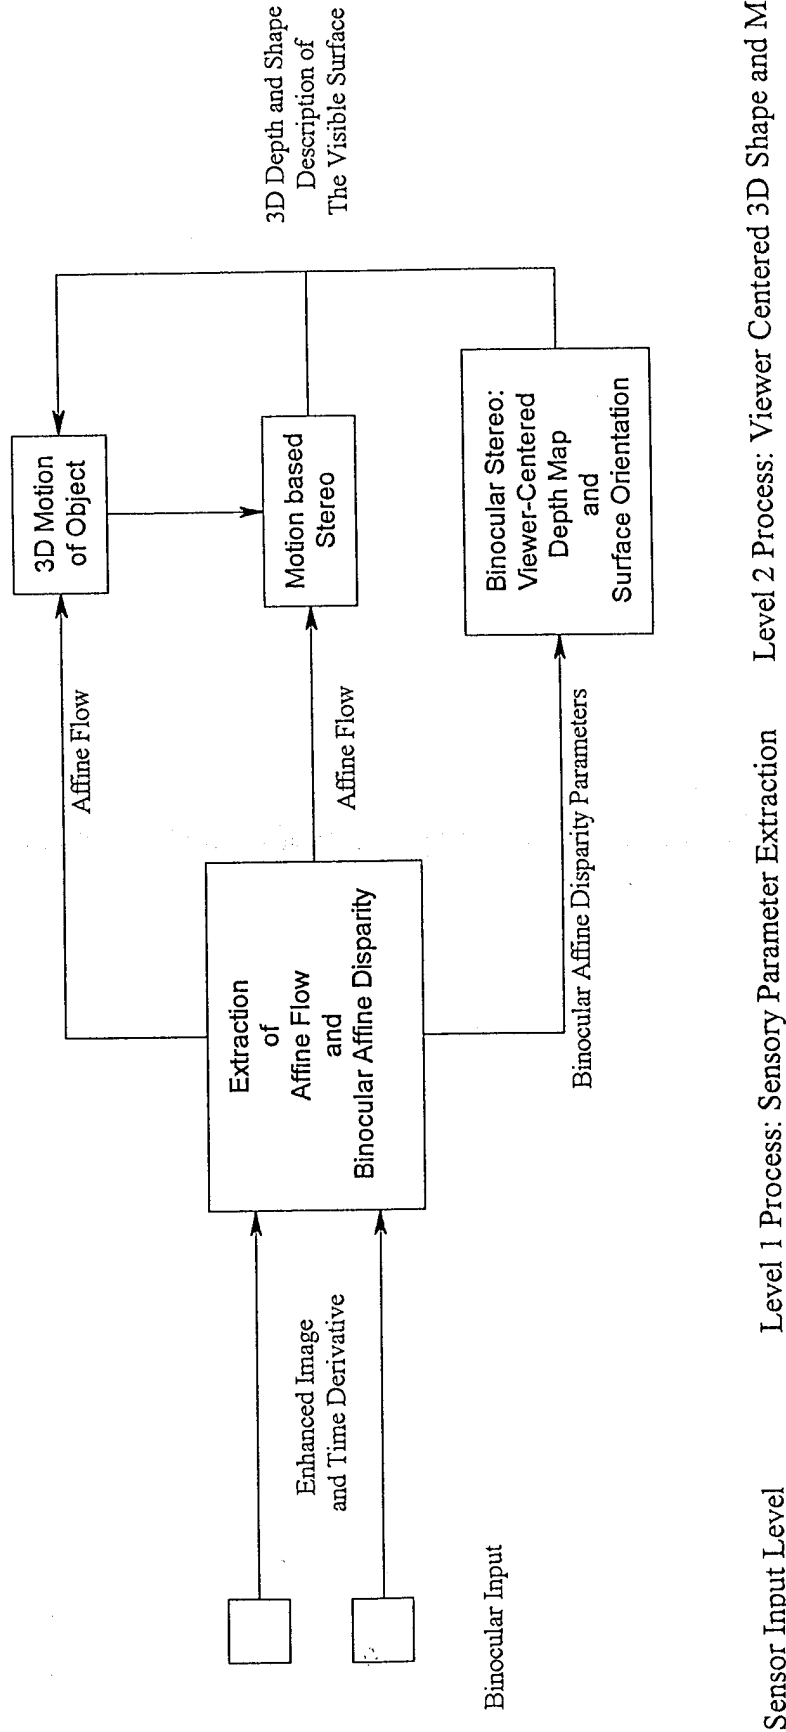 3D Motion
of Object
3D Depth and Shape
Description of
The Visible Surface
Affine Flow
Motion based
Stereo
Enhanced Image
and Time Derivative
Extraction
of
Affine Flow
and
Binocular Affine Disparity
Affine Flow
Binocular Stereo:
Viewer-Centered
Depth Map
and
Surface Orientation
Binocular Input
Binocular Affine Disparity Parameters
Sensor Input Level
Level 1 Process: Sensory Parameter Extraction
Level 2 Process: Viewer Centered 3D Shape and M